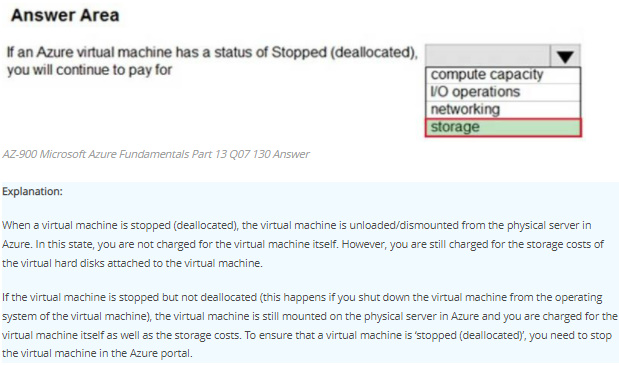 Answer Area
If an Azure virtual machine has a status of Stopped (deallocated),
you will continue to pay for
compute capacity
I/O operations
networking
storage
AZ-900 Microsoft Azure Fundamentals Part 13 Q07 130 Answer
Explanation:
When a virtual machine is stopped (deallocated), the virtual machine is unloaded/dismounted from the physical server in
Azure. In this state, you are not charged for the virtual machine itself. However, you are still charged for the storage costs of
the virtual hard disks attached to the virtual machine.
If the virtual machine is stopped but not deallocated (this happens if you shut down the virtual machine from the operating
system of the virtual machine), the virtual machine is still mounted on the physical server in Azure and you are charged for the
virtual machine itself as well as the storage costs. To ensure that a virtual machine is ‘stopped (deallocated)’, you need to stop
the virtual machine in the Azure portal.